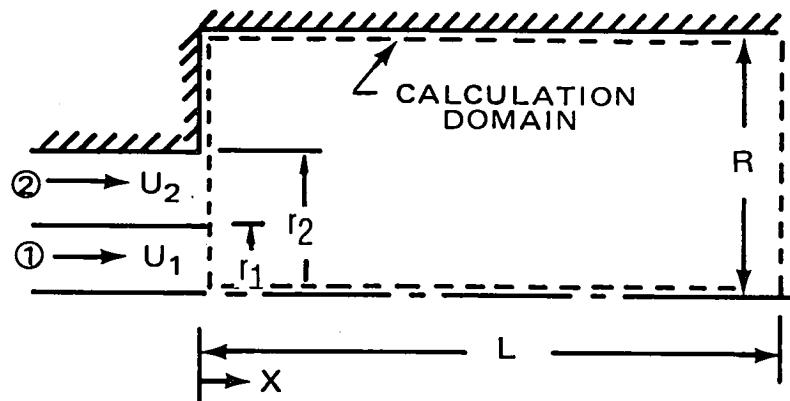 CALCULATION
DOMAIN
② U₂
① U₁
r₂
r₁
R
L
X